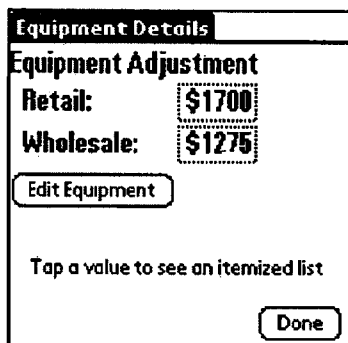 Equipment Details
Equipment Adjustment
Retail: $1700
Wholesale: $1275
Edit Equipment
Tap a value to see an itemized list
Done